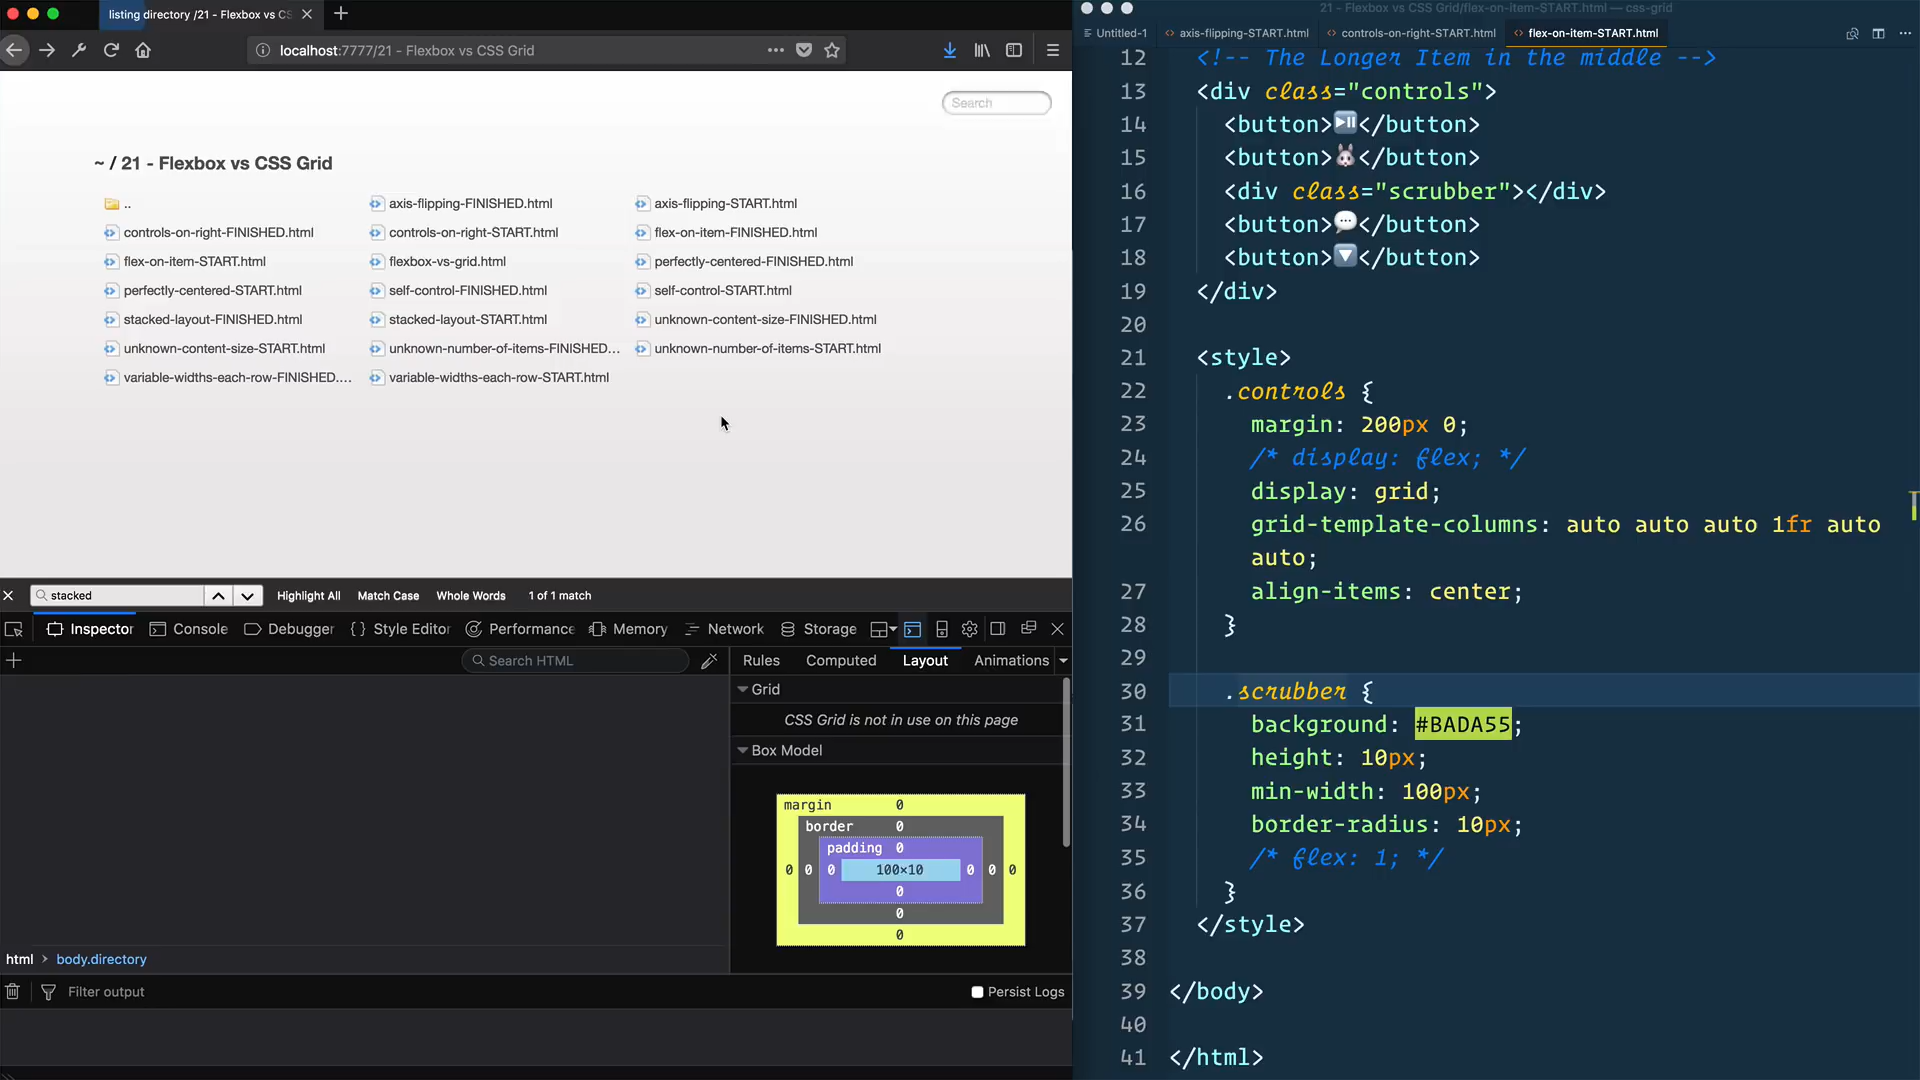 listing directory /21 - Flexbox vs CS
localhost:7777/21 - Flexbox vs CSS Grid
Search
~ / 21 - Flexbox vs CSS Grid
..
axis-flipping-FINISHED.html
axis-flipping-START.html
controls-on-right-FINISHED.html
controls-on-right-START.html
flex-on-item-FINISHED.html
flex-on-item-START.html
flexbox-vs-grid.html
perfectly-centered-FINISHED.html
perfectly-centered-START.html
self-control-FINISHED.html
self-control-START.html
stacked-layout-FINISHED.html
stacked-layout-START.html
unknown-content-size-FINISHED.html
unknown-content-size-START.html
unknown-number-of-items-FINISHED...
unknown-number-of-items-START.html
variable-widths-each-row-FINISHED....
variable-widths-each-row-START.html
stacked
Highlight All
Match Case
Whole Words
1 of 1 match
Inspector
Console
Debugger
Style Editor
Performance
Memory
Network
Storage
Search HTML
Rules
Computed
Layout
Animations
Grid
CSS Grid is not in use on this page
Box Model
margin 0
border 0
padding 0
0 0 0 100×10 0 0 0
0
0
0
html > body.directory
Filter output
Persist Logs
21 - Flexbox vs CSS Grid/flex-on-item-START.html — css-grid
Untitled-1
axis-flipping-START.html
controls-on-right-START.html
flex-on-item-START.html
12 <!-- The Longer Item in the middle -->
13 <div class="controls">
14 <button>⏯</button>
15 <button>🐰</button>
16 <div class="scrubber"></div>
17 <button>💬</button>
18 <button>🔽</button>
19 </div>
20
21 <style>
22 .controls {
23 margin: 200px 0;
24 /* display: flex; */
25 display: grid;
26 grid-template-columns: auto auto auto 1fr auto
auto;
27 align-items: center;
28 }
29
30 .scrubber {
31 background: #BADA55;
32 height: 10px;
33 min-width: 100px;
34 border-radius: 10px;
35 /* flex: 1; */
36 }
37 </style>
38
39 </body>
40
41 </html>